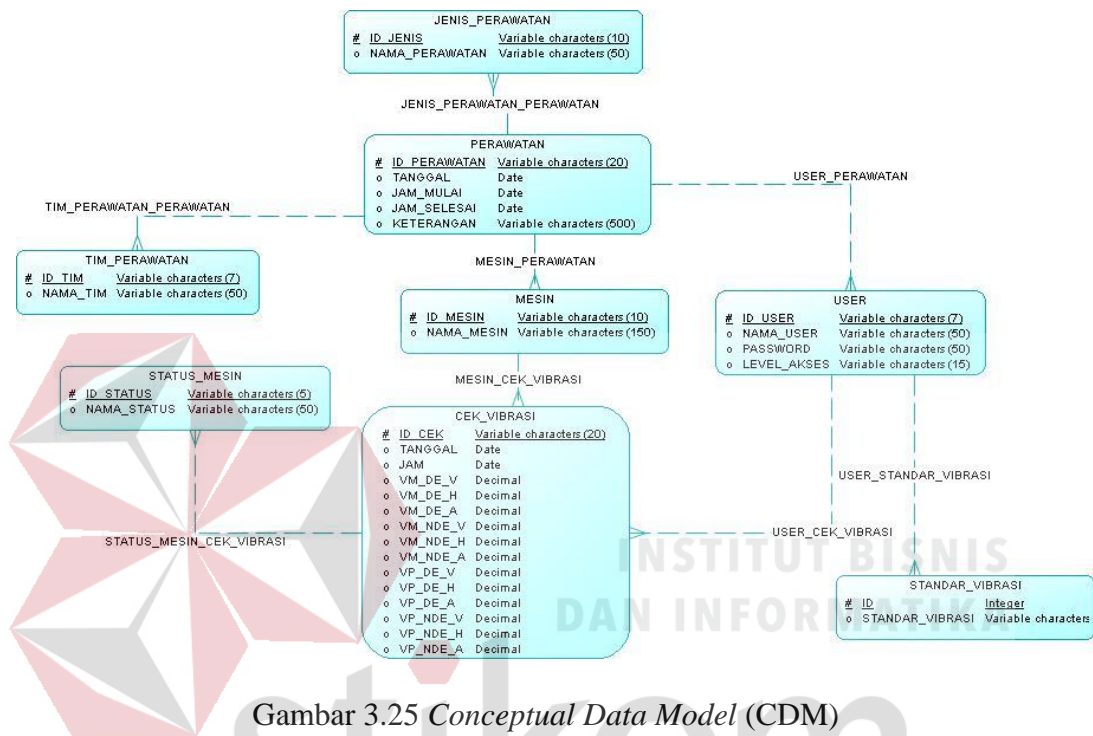 JENIS_PERAWATAN
# ID_JENIS Variable characters (10)
o NAMA_PERAWATAN Variable characters (50)
JENIS_PERAWATAN_PERAWATAN
PERAWATAN
# ID_PERAWATAN Variable characters (20)
o TANGGAL Date
o JAM_MULAI Date
o JAM_SELESAI Date
o KETERANGAN Variable characters (500)
USER_PERAWATAN
TIM_PERAWATAN_PERAWATAN
TIM_PERAWATAN
# ID_TIM Variable characters (7)
o NAMA_TIM Variable characters (50)
MESIN_PERAWATAN
MESIN
# ID_MESIN Variable characters (10)
o NAMA_MESIN Variable characters (150)
USER
# ID_USER Variable characters (7)
o NAMA_USER Variable characters (50)
o PASSWORD Variable characters (50)
o LEVEL_AKSES Variable characters (15)
STATUS_MESIN
# ID_STATUS Variable characters (5)
o NAMA_STATUS Variable characters (50)
MESIN_CEK_VIBRASI
CEK_VIBRASI
# ID_CEK Variable characters (20)
o TANGGAL Date
o JAM Date
o VM_DE_V Decimal
o VM_DE_H Decimal
o VM_DE_A Decimal
o VM_NDE_V Decimal
o VM_NDE_H Decimal
o VM_NDE_A Decimal
o VP_DE_V Decimal
o VP_DE_H Decimal
o VP_DE_A Decimal
o VP_NDE_V Decimal
o VP_NDE_H Decimal
o VP_NDE_A Decimal
STATUS_MESIN_CEK_VIBRASI
USER_STANDAR_VIBRASI
USER_CEK_VIBRASI
INSTITUT BISNIS
DAN INFORMATIKA
STANDAR_VIBRASI
# ID Integer
o STANDAR_VIBRASI Variable characters
stikom
Gambar 3.25 Conceptual Data Model (CDM)